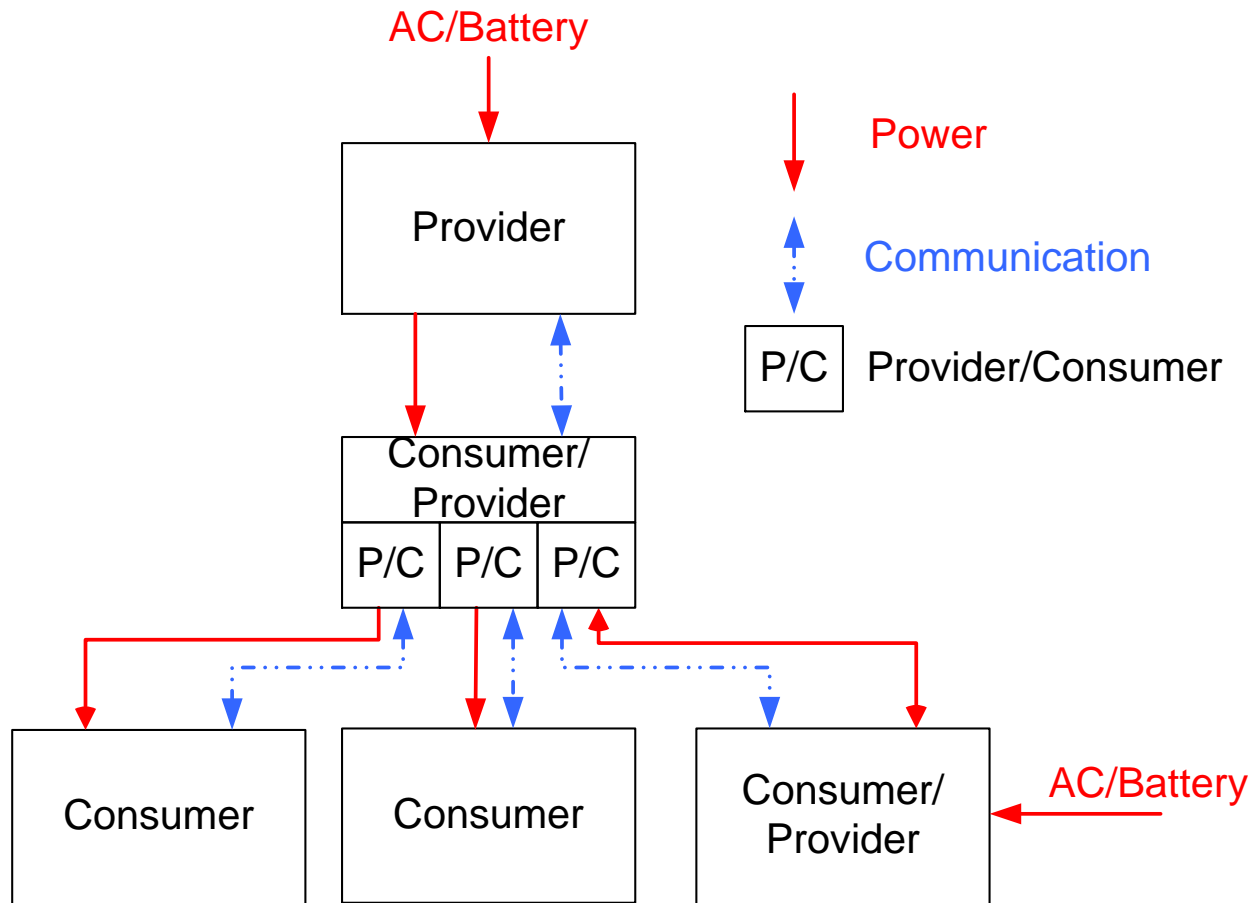 AC/Battery
Power
Provider
Communication
P/C
Provider/Consumer
Consumer/
Provider
P/C
P/C
P/C
Consumer
Consumer
Consumer/
Provider
AC/Battery